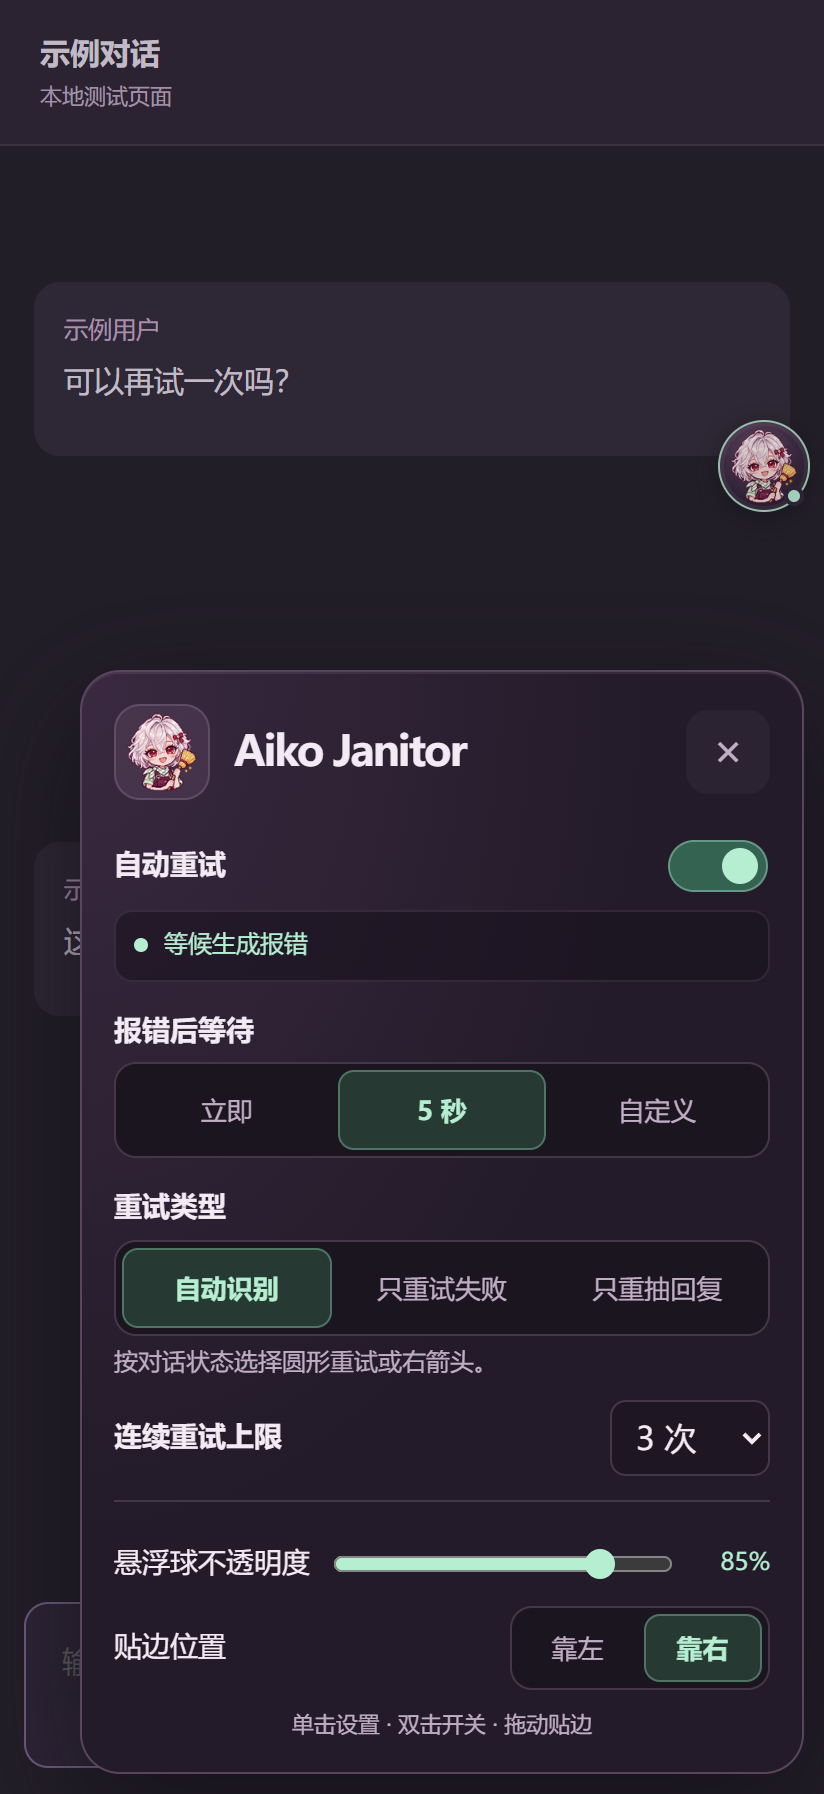 示例对话
本地测试页面
示例用户
可以再试一次吗?
Aiko Janitor
自动重试
等候生成报错
报错后等待
立即
5 秒
自定义
重试类型
自动识别
只重试失败
只重抽回复
按对话状态选择圆形重试或右箭头。
连续重试上限
3 次
悬浮球不透明度
85%
贴边位置
靠左
靠右
单击设置 · 双击开关 · 拖动贴边